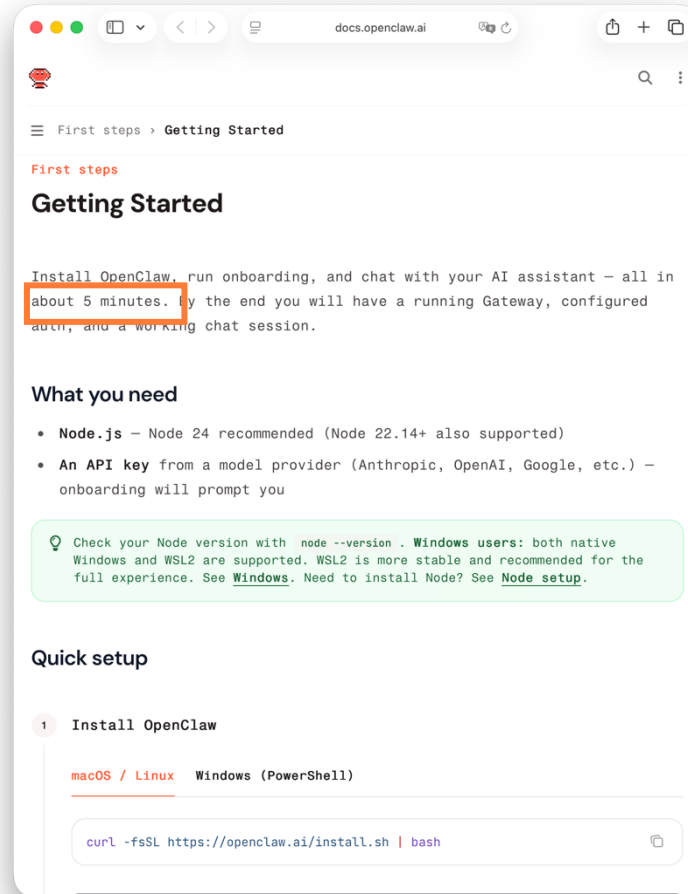 docs.openclaw.ai
First steps › Getting Started
First steps
Getting Started
Install OpenClaw, run onboarding, and chat with your AI assistant — all in
about 5 minutes. By the end you will have a running Gateway, configured
auth, and a working chat session.
What you need
• Node.js — Node 24 recommended (Node 22.14+ also supported)
• An API key from a model provider (Anthropic, OpenAI, Google, etc.) —
onboarding will prompt you
Check your Node version with node --version. Windows users: both native
Windows and WSL2 are supported. WSL2 is more stable and recommended for the
full experience. See Windows. Need to install Node? See Node setup.
Quick setup
1 Install OpenClaw
macOS / Linux Windows (PowerShell)
curl -fsSL https://openclaw.ai/install.sh | bash